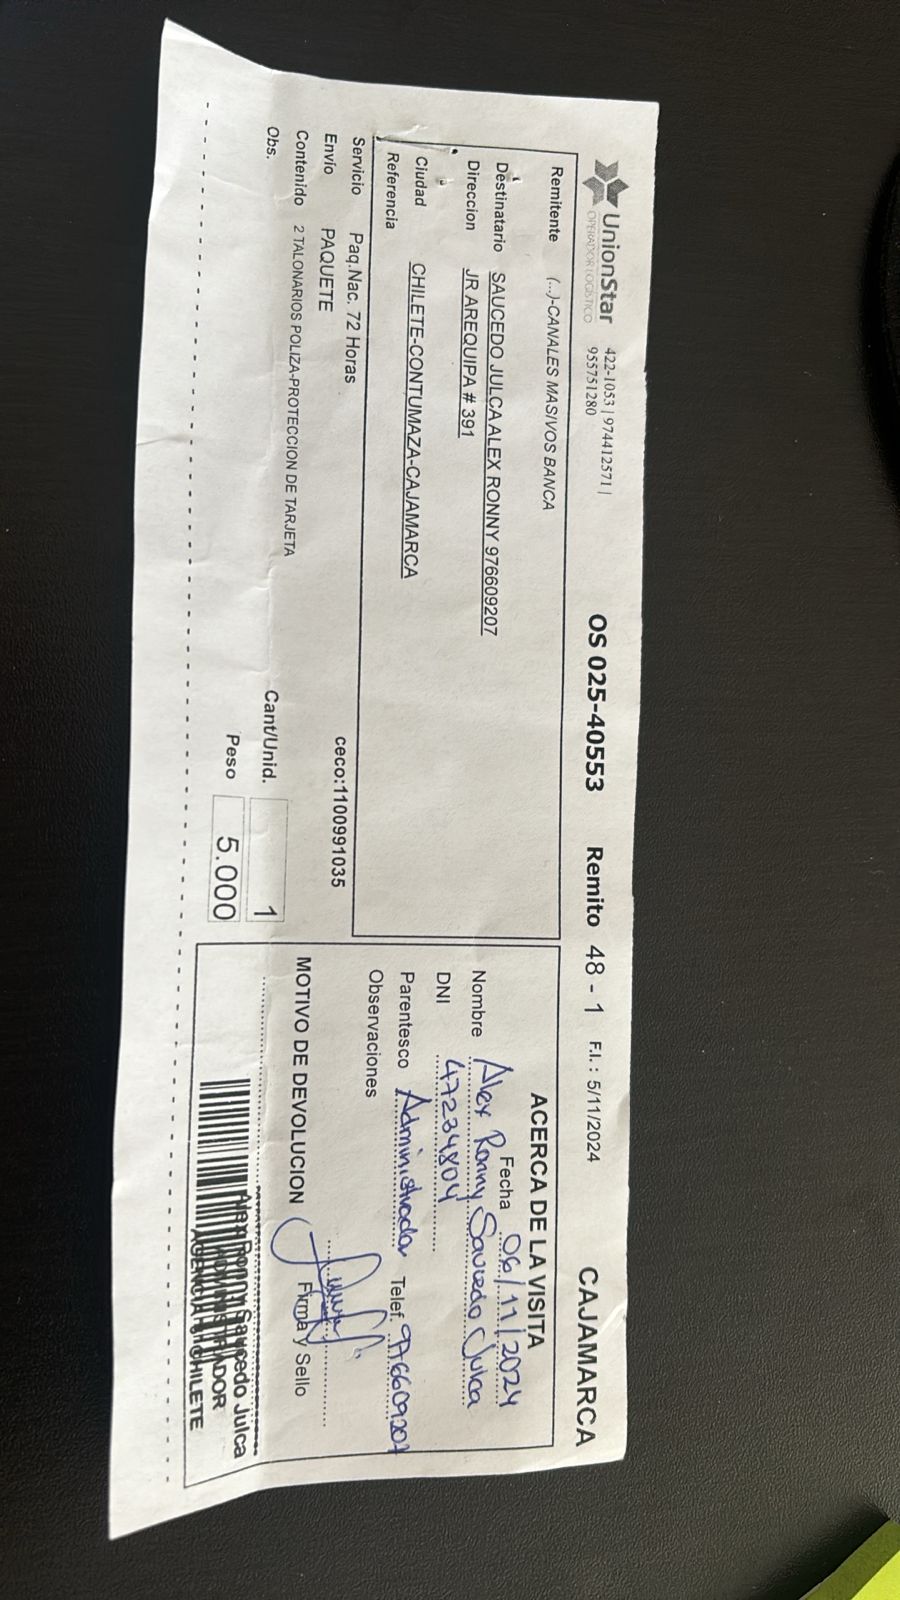 UnionStar
OPERADOR LOGISTICO
422-1053 | 974412571 |
955751280
OS 025-40553 Remito 48 - 1 F.I. : 5/11/2024 CAJAMARCA
Remitente (...)-CANALES MASIVOS BANCA
Destinatario SAUCEDO JULCA ALEX RONNY 976609207
Direccion JR AREQUIPA # 391
Ciudad CHILETE-CONTUMAZA-CAJAMARCA
Referencia
Servicio Paq.Nac. 72 Horas
Envío PAQUETE
ceco:1100991035
Contenido 2 TALONARIOS POLIZA-PROTECCION DE TARJETA
Obs.
Cant/Unid. 1
Peso 5.000
ACERCA DE LA VISITA
Fecha 06/11/2024
Nombre Alex Ronny Saucedo Julca
DNI 47234804
Parentesco Administrador Telef. 976609207
Observaciones
MOTIVO DE DEVOLUCION Firma y Sello
Alex Ronny Saucedo Julca
ADMINISTRADOR
AGENCIA CHILETE